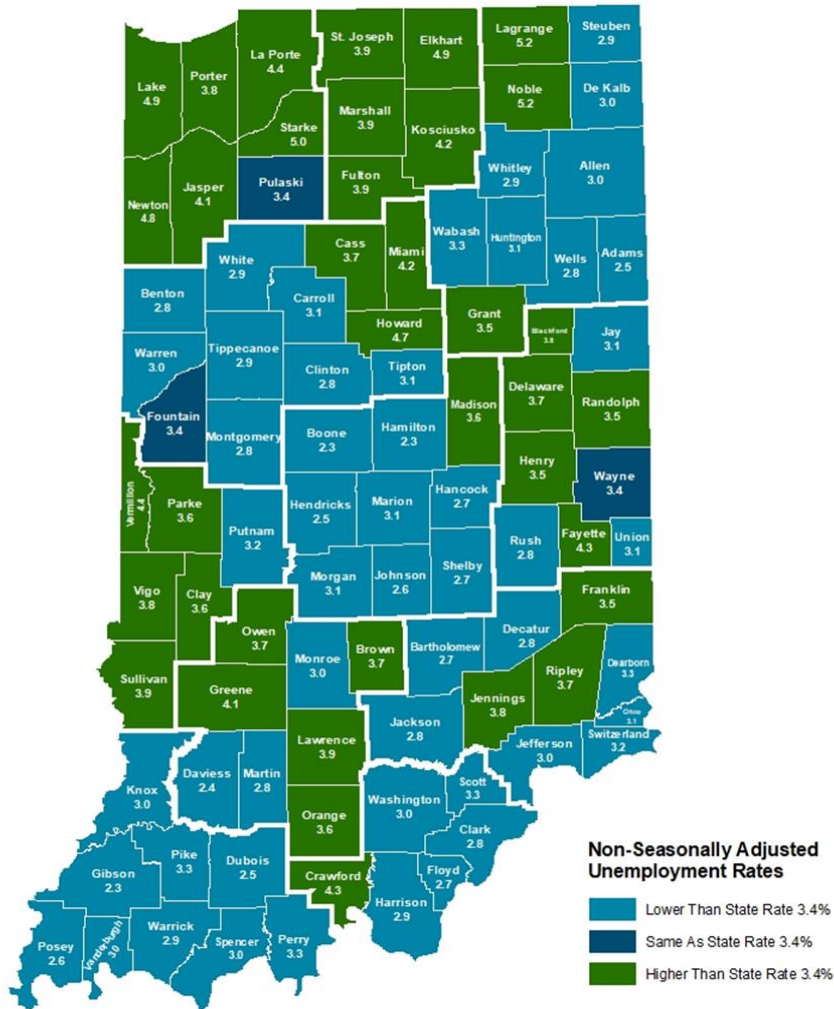 St. Joseph
3.9
Elkhart
4.9
Lagrange
5.2
Steuben
2.9
La Porte
4.4
Porter
3.8
Lake
4.9
Noble
5.2
De Kalb
3.0
Marshall
3.9
Kosciusko
4.2
Starke
5.0
Whitley
2.9
Allen
3.0
Pulaski
3.4
Fulton
3.9
Jasper
4.1
Newton
4.8
Wabash
3.3
Huntington
3.1
Cass
3.7
Miami
4.2
Wells
2.8
Adams
2.5
White
2.9
Benton
2.8
Carroll
3.1
Howard
4.7
Grant
3.5
Blackford
3.8
Jay
3.1
Warren
3.0
Tippecanoe
2.9
Clinton
2.8
Tipton
3.1
Delaware
3.7
Randolph
3.5
Madison
3.6
Fountain
3.4
Montgomery
2.8
Boone
2.3
Hamilton
2.3
Henry
3.5
Wayne
3.4
Vermillion
4.4
Parke
3.6
Putnam
3.2
Hendricks
2.5
Marion
3.1
Hancock
2.7
Rush
2.8
Fayette
4.3
Union
3.1
Morgan
3.1
Johnson
2.6
Shelby
2.7
Vigo
3.8
Clay
3.6
Franklin
3.5
Owen
3.7
Monroe
3.0
Brown
3.7
Bartholomew
2.7
Decatur
2.8
Ripley
3.7
Dearborn
3.3
Sullivan
3.9
Greene
4.1
Jennings
3.8
Ohio
3.1
Lawrence
3.9
Jackson
2.8
Jefferson
3.0
Switzerland
3.2
Knox
3.0
Daviess
2.4
Martin
2.8
Scott
3.3
Washington
3.0
Orange
3.6
Clark
2.8
Pike
3.3
Dubois
2.5
Gibson
2.3
Crawford
4.3
Floyd
2.7
Harrison
2.9
Posey
2.6
Vanderburgh
3.0
Warrick
2.9
Spencer
3.0
Perry
3.3
Non-Seasonally Adjusted
Unemployment Rates
Lower Than State Rate 3.4%
Same As State Rate 3.4%
Higher Than State Rate 3.4%